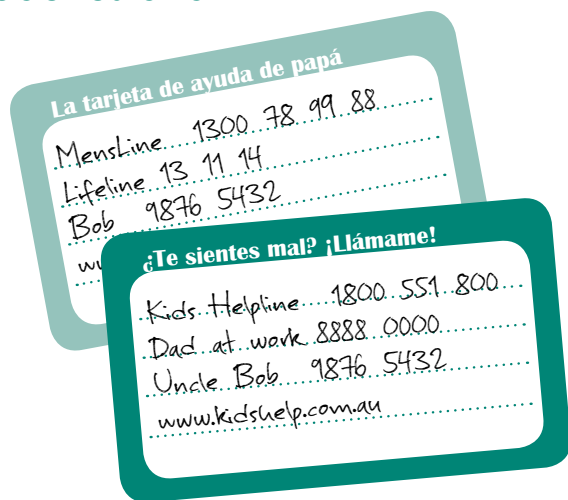 La tarjeta de ayuda de papá
MensLine 1300 78 99 88
Lifeline 13 11 14
Bob 9876 5432
¿Te sientes mal? ¡Llámame!
Kids Helpline 1800 551 800
Dad at work 8888 0000
Uncle Bob 9876 5432
www.kidshelp.com.au